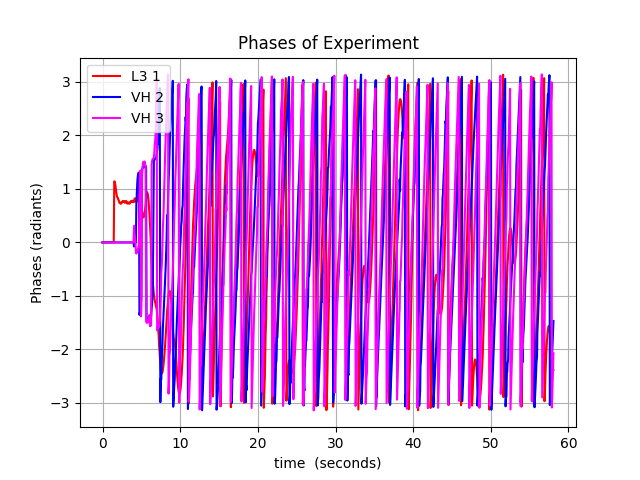 Phases of Experiment
L3 1
VH 2
VH 3
Phases (radiants)
3
2
1
0
−1
−2
−3
0
10
20
30
40
50
60
time (seconds)